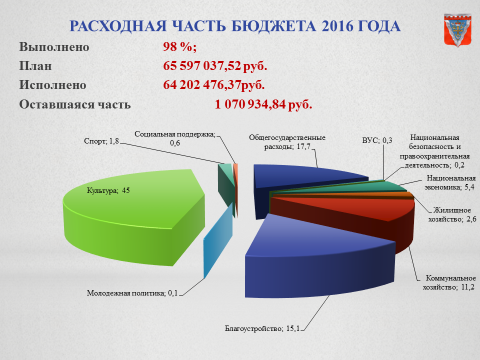 РАСХОДНАЯ ЧАСТЬ БЮДЖЕТА 2016 ГОДА
Выполнено 98 %;
План 65 597 037,52 руб.
Исполнено 64 202 476,37руб.
Оставшаяся часть 1 070 934,84 руб.
Спорт; 1,8
Социальная поддержка;
0,6
Общегосударственные
расходы; 17,7
ВУС; 0,3
Национальная
безопасность и
правоохранительная
деятельность; 0,2
Национальная
экономика; 5,4
Жилищное
хозяйство; 2,6
Коммунальное
хозяйство; 11,2
Благоустройство; 15,1
Молодежная политика; 0,1
Культура; 45